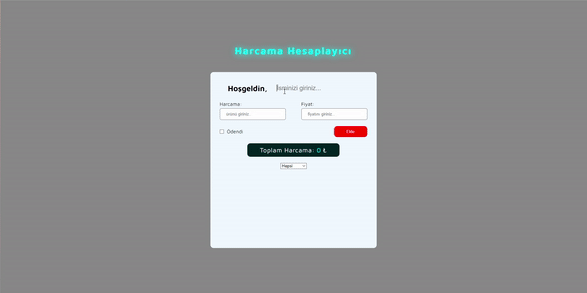 Harcama Hesaplayıcı
Hoşgeldin, İsminizi giriniz...
Harcama: Fiyat:
ürünü giriniz fiyatını giriniz
Ödendi Ekle
Toplam Harcama: 0 ₺
Hepsi